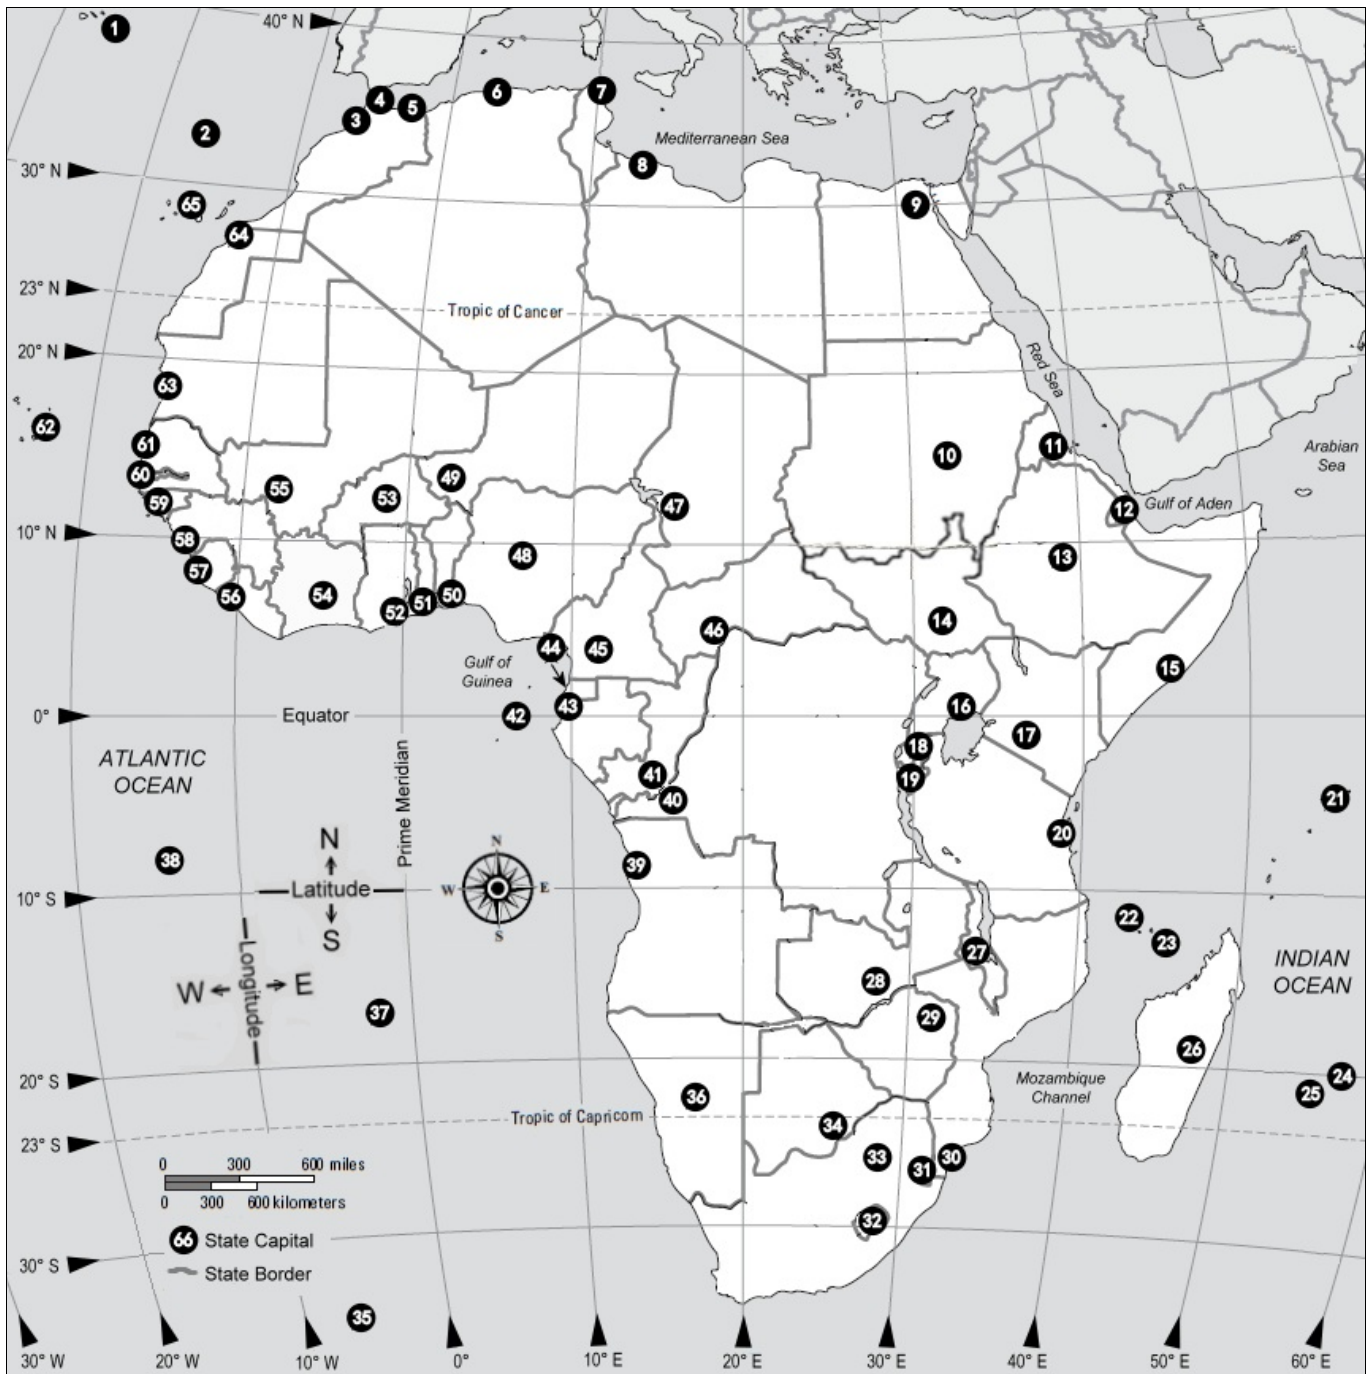 1
40° N
4
6
7
3
5
2
Mediterranean Sea
8
30° N
65
9
64
23° N
Tropic of Cancer
20° N
Red Sea
63
62
61
10
11
Arabian
Sea
60
55
49
59
53
47
12
Gulf of Aden
10° N
58
48
13
57
56
54
52
51
50
14
46
44
45
Gulf of
Guinea
15
43
16
0°
Equator
42
17
18
ATLANTIC
OCEAN
Prime Meridian
41
19
40
21
20
N
N
38
39
W
E
10° S
Latitude
S
S
22
23
27
INDIAN
OCEAN
Longitude
W
E
28
37
29
26
20° S
Mozambique
Channel
24
25
36
Tropic of Capricorn
34
23° S
33
30
31
0
300
600 miles
0
300
600 kilometers
32
66
State Capital
30° S
State Border
35
30° W
20° W
10° W
0°
10° E
20° E
30° E
40° E
50° E
60° E